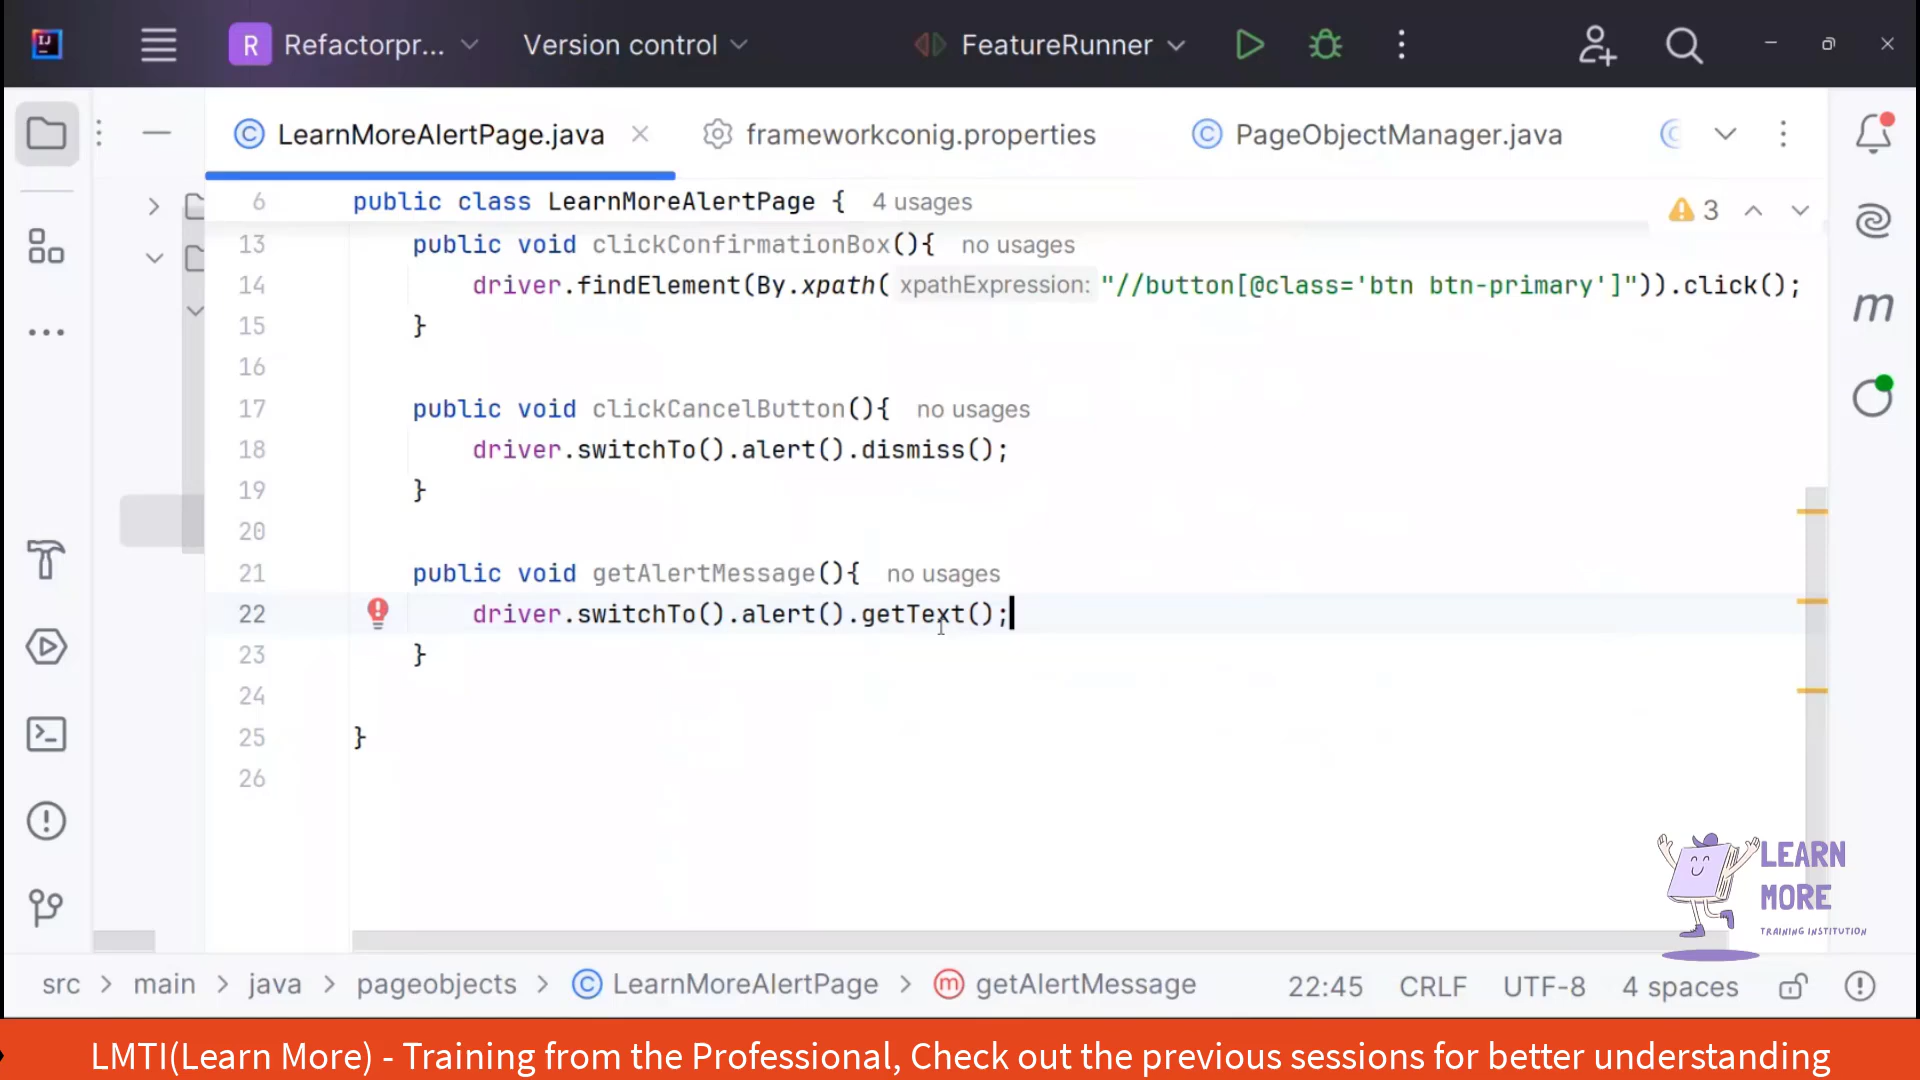 R Refactorpr... Version control FeatureRunner
LearnMoreAlertPage.java frameworkconig.properties PageObjectManager.java
6 public class LearnMoreAlertPage { 4 usages
3
13 public void clickConfirmationBox(){ no usages
14 driver.findElement(By.xpath( xpathExpression: "//button[@class='btn btn-primary']")).click();
15 }
16
17 public void clickCancelButton(){ no usages
18 driver.switchTo().alert().dismiss();
19 }
20
21 public void getAlertMessage(){ no usages
22 driver.switchTo().alert().getText();
23 }
24
25 }
26
LEARN
MORE
TRAINING INSTITUTION
src > main > java > pageobjects > LearnMoreAlertPage > getAlertMessage 22:45 CRLF UTF-8 4 spaces
LMTI(Learn More) - Training from the Professional, Check out the previous sessions for better understanding